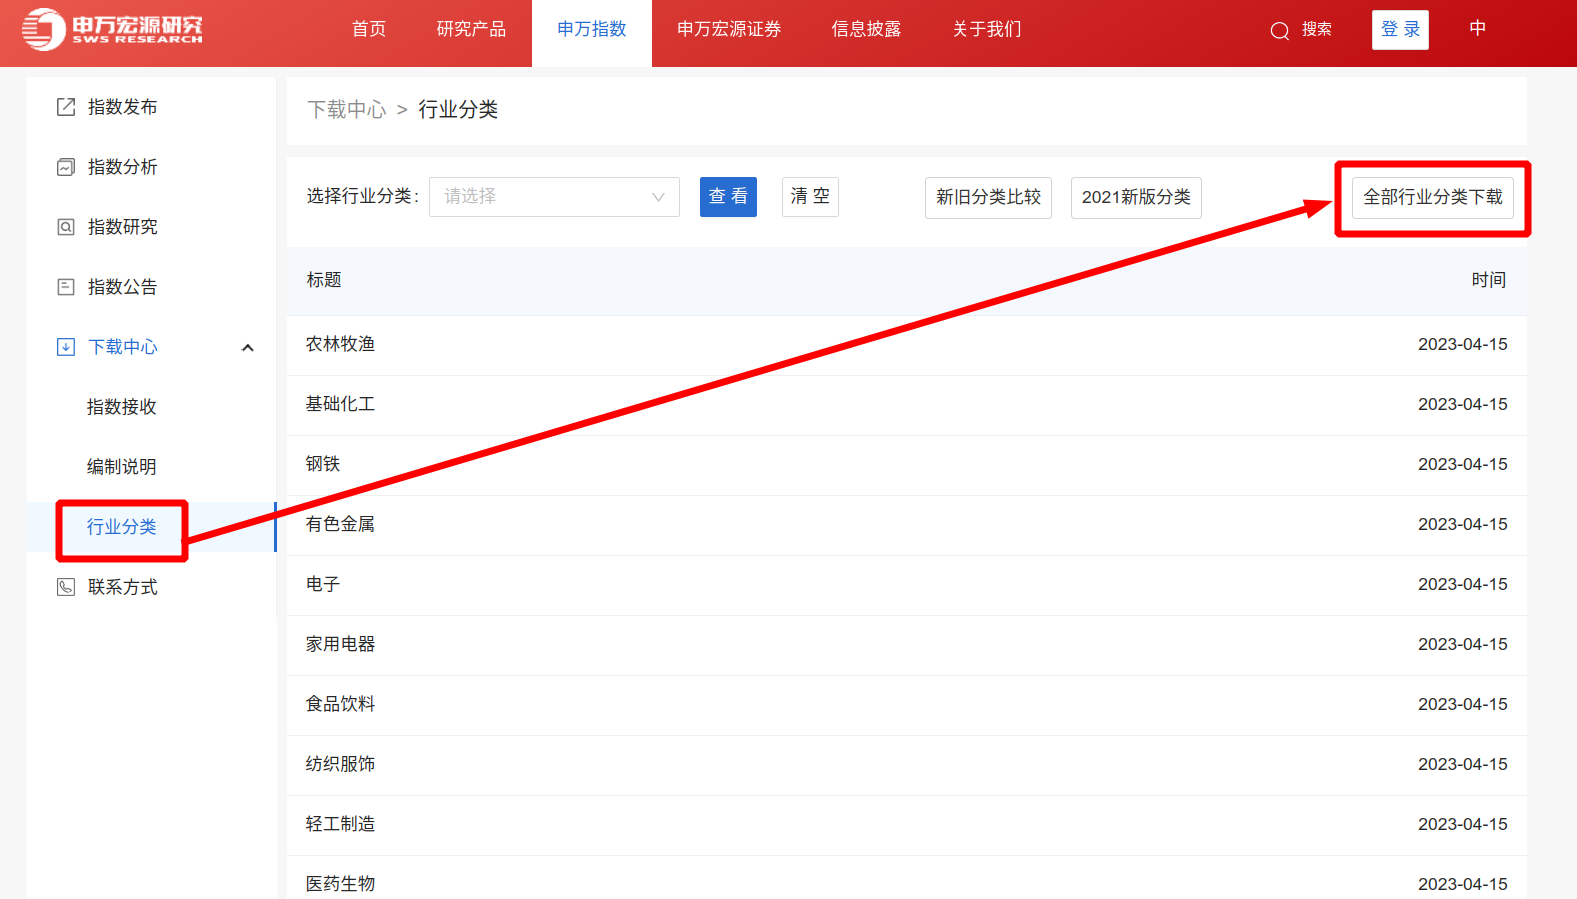 申万宏源研究
SWS RESEARCH
首页 研究产品 申万指数 申万宏源证券 信息披露 关于我们 搜索 登录 中
指数发布
指数分析
指数研究
指数公告
下载中心
指数接收
编制说明
行业分类
联系方式
下载中心 > 行业分类
选择行业分类: 请选择 查看 清空 新旧分类比较 2021新版分类 全部行业分类下载
标题 时间
农林牧渔 2023-04-15
基础化工 2023-04-15
钢铁 2023-04-15
有色金属 2023-04-15
电子 2023-04-15
家用电器 2023-04-15
食品饮料 2023-04-15
纺织服饰 2023-04-15
轻工制造 2023-04-15
医药生物 2023-04-15